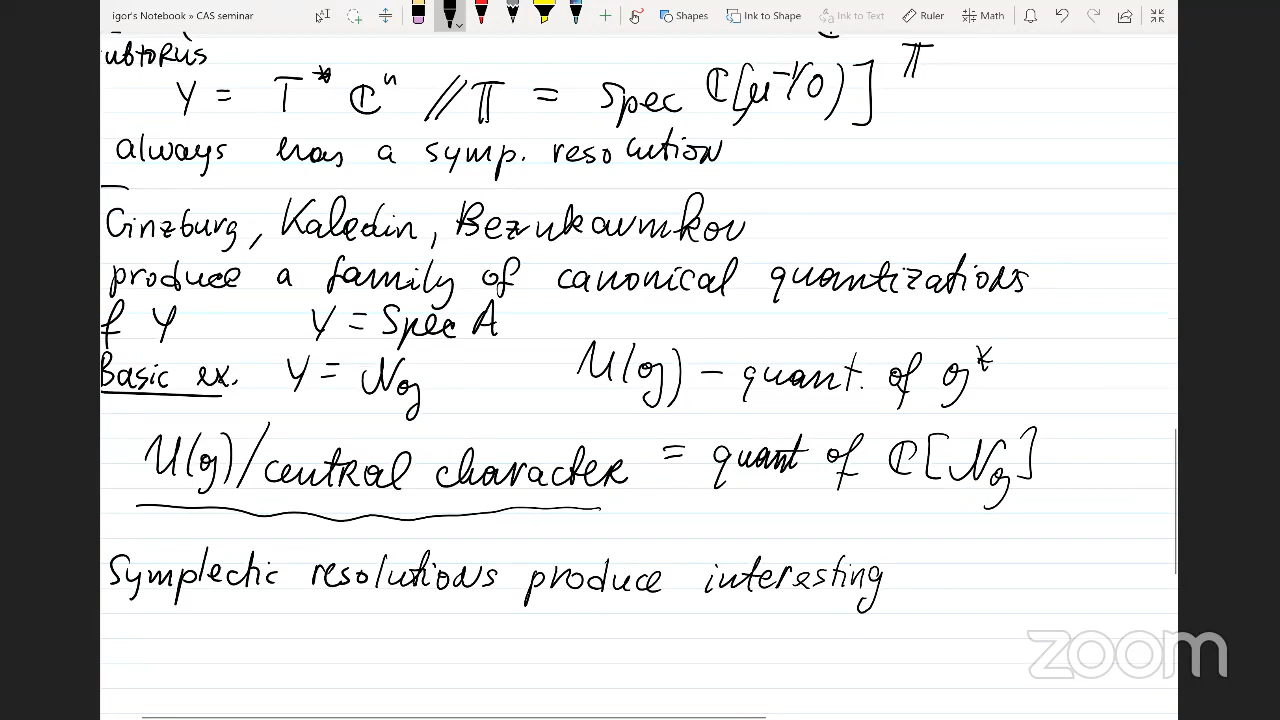 igor's Notebook » CAS seminar
Shapes Ink to Shape Ink to Text Ruler Math
ubtorus
Y = T* ℂⁿ // 𝕋 = Spec ℂ[μ⁻¹(0)]^𝕋
always has a symp. resolution
Ginzburg, Kaledin, Bezrukavnikov
produce a family of canonical quantizations
f Y Y = Spec A
Basic ex. Y = N_g U(g) – quant. of g*
U(g)/central character = quant of ℂ[N_g]
Symplectic resolutions produce interesting
zoom